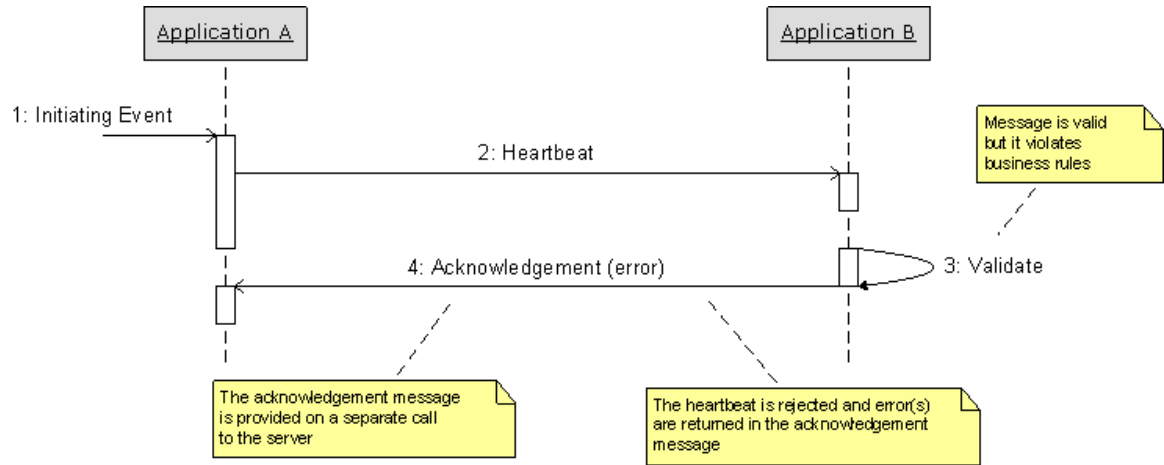 Application A
Application B
1: Initiating Event
Message is valid
but it violates
business rules
2: Heartbeat
4: Acknowledgement (error)
3: Validate
The acknowledgement message
is provided on a separate call
to the server
The heartbeat is rejected and error(s)
are returned in the acknowledgement
message